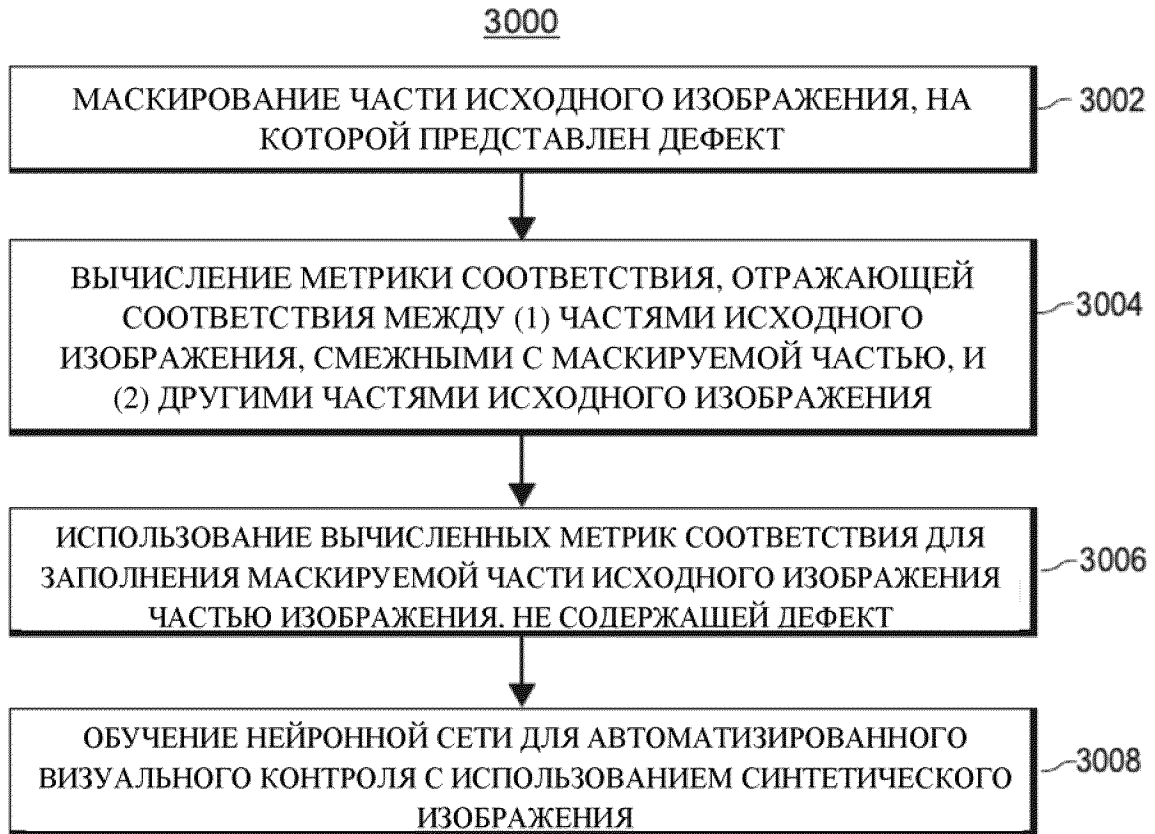 3000
МАСКИРОВАНИЕ ЧАСТИ ИСХОДНОГО ИЗОБРАЖЕНИЯ, НА
КОТОРОЙ ПРЕДСТАВЛЕН ДЕФЕКТ
3002
ВЫЧИСЛЕНИЕ МЕТРИКИ СООТВЕТСТВИЯ, ОТРАЖАЮЩЕЙ
СООТВЕТСТВИЯ МЕЖДУ (1) ЧАСТЯМИ ИСХОДНОГО
ИЗОБРАЖЕНИЯ, СМЕЖНЫМИ С МАСКИРУЕМОЙ ЧАСТЬЮ, И
(2) ДРУГИМИ ЧАСТЯМИ ИСХОДНОГО ИЗОБРАЖЕНИЯ
3004
ИСПОЛЬЗОВАНИЕ ВЫЧИСЛЕННЫХ МЕТРИК СООТВЕТСТВИЯ ДЛЯ
ЗАПОЛНЕНИЯ МАСКИРУЕМОЙ ЧАСТИ ИСХОДНОГО ИЗОБРАЖЕНИЯ
ЧАСТЬЮ ИЗОБРАЖЕНИЯ, НЕ СОДЕРЖАЩЕЙ ДЕФЕКТ
3006
ОБУЧЕНИЕ НЕЙРОННОЙ СЕТИ ДЛЯ АВТОМАТИЗИРОВАННОГО
ВИЗУАЛЬНОГО КОНТРОЛЯ С ИСПОЛЬЗОВАНИЕМ СИНТЕТИЧЕСКОГО
ИЗОБРАЖЕНИЯ
3008